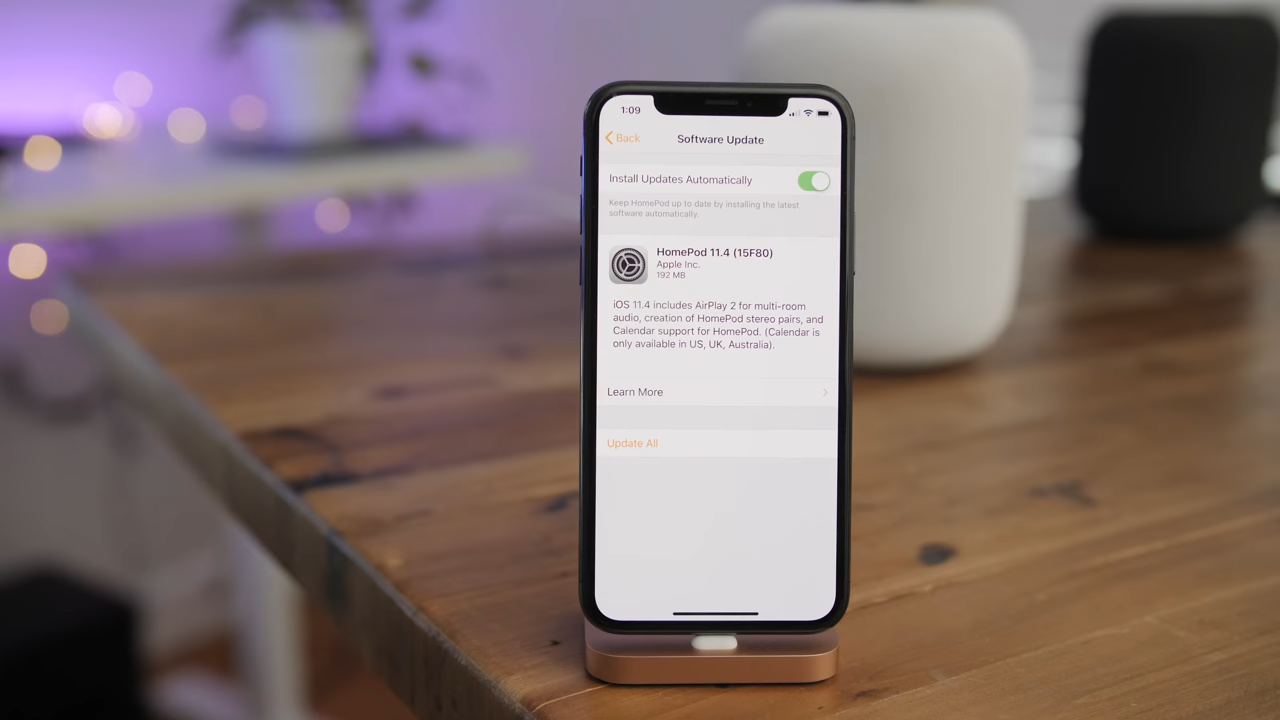 1:09
Back
Software Update
Install Updates Automatically
Keep HomePod up to date by installing the latest
software automatically.
HomePod 11.4 (15F80)
Apple Inc.
192 MB
iOS 11.4 includes AirPlay 2 for multi-room
audio, creation of HomePod stereo pairs, and
Calendar support for HomePod. (Calendar is
only available in US, UK, Australia).
Learn More
Update All